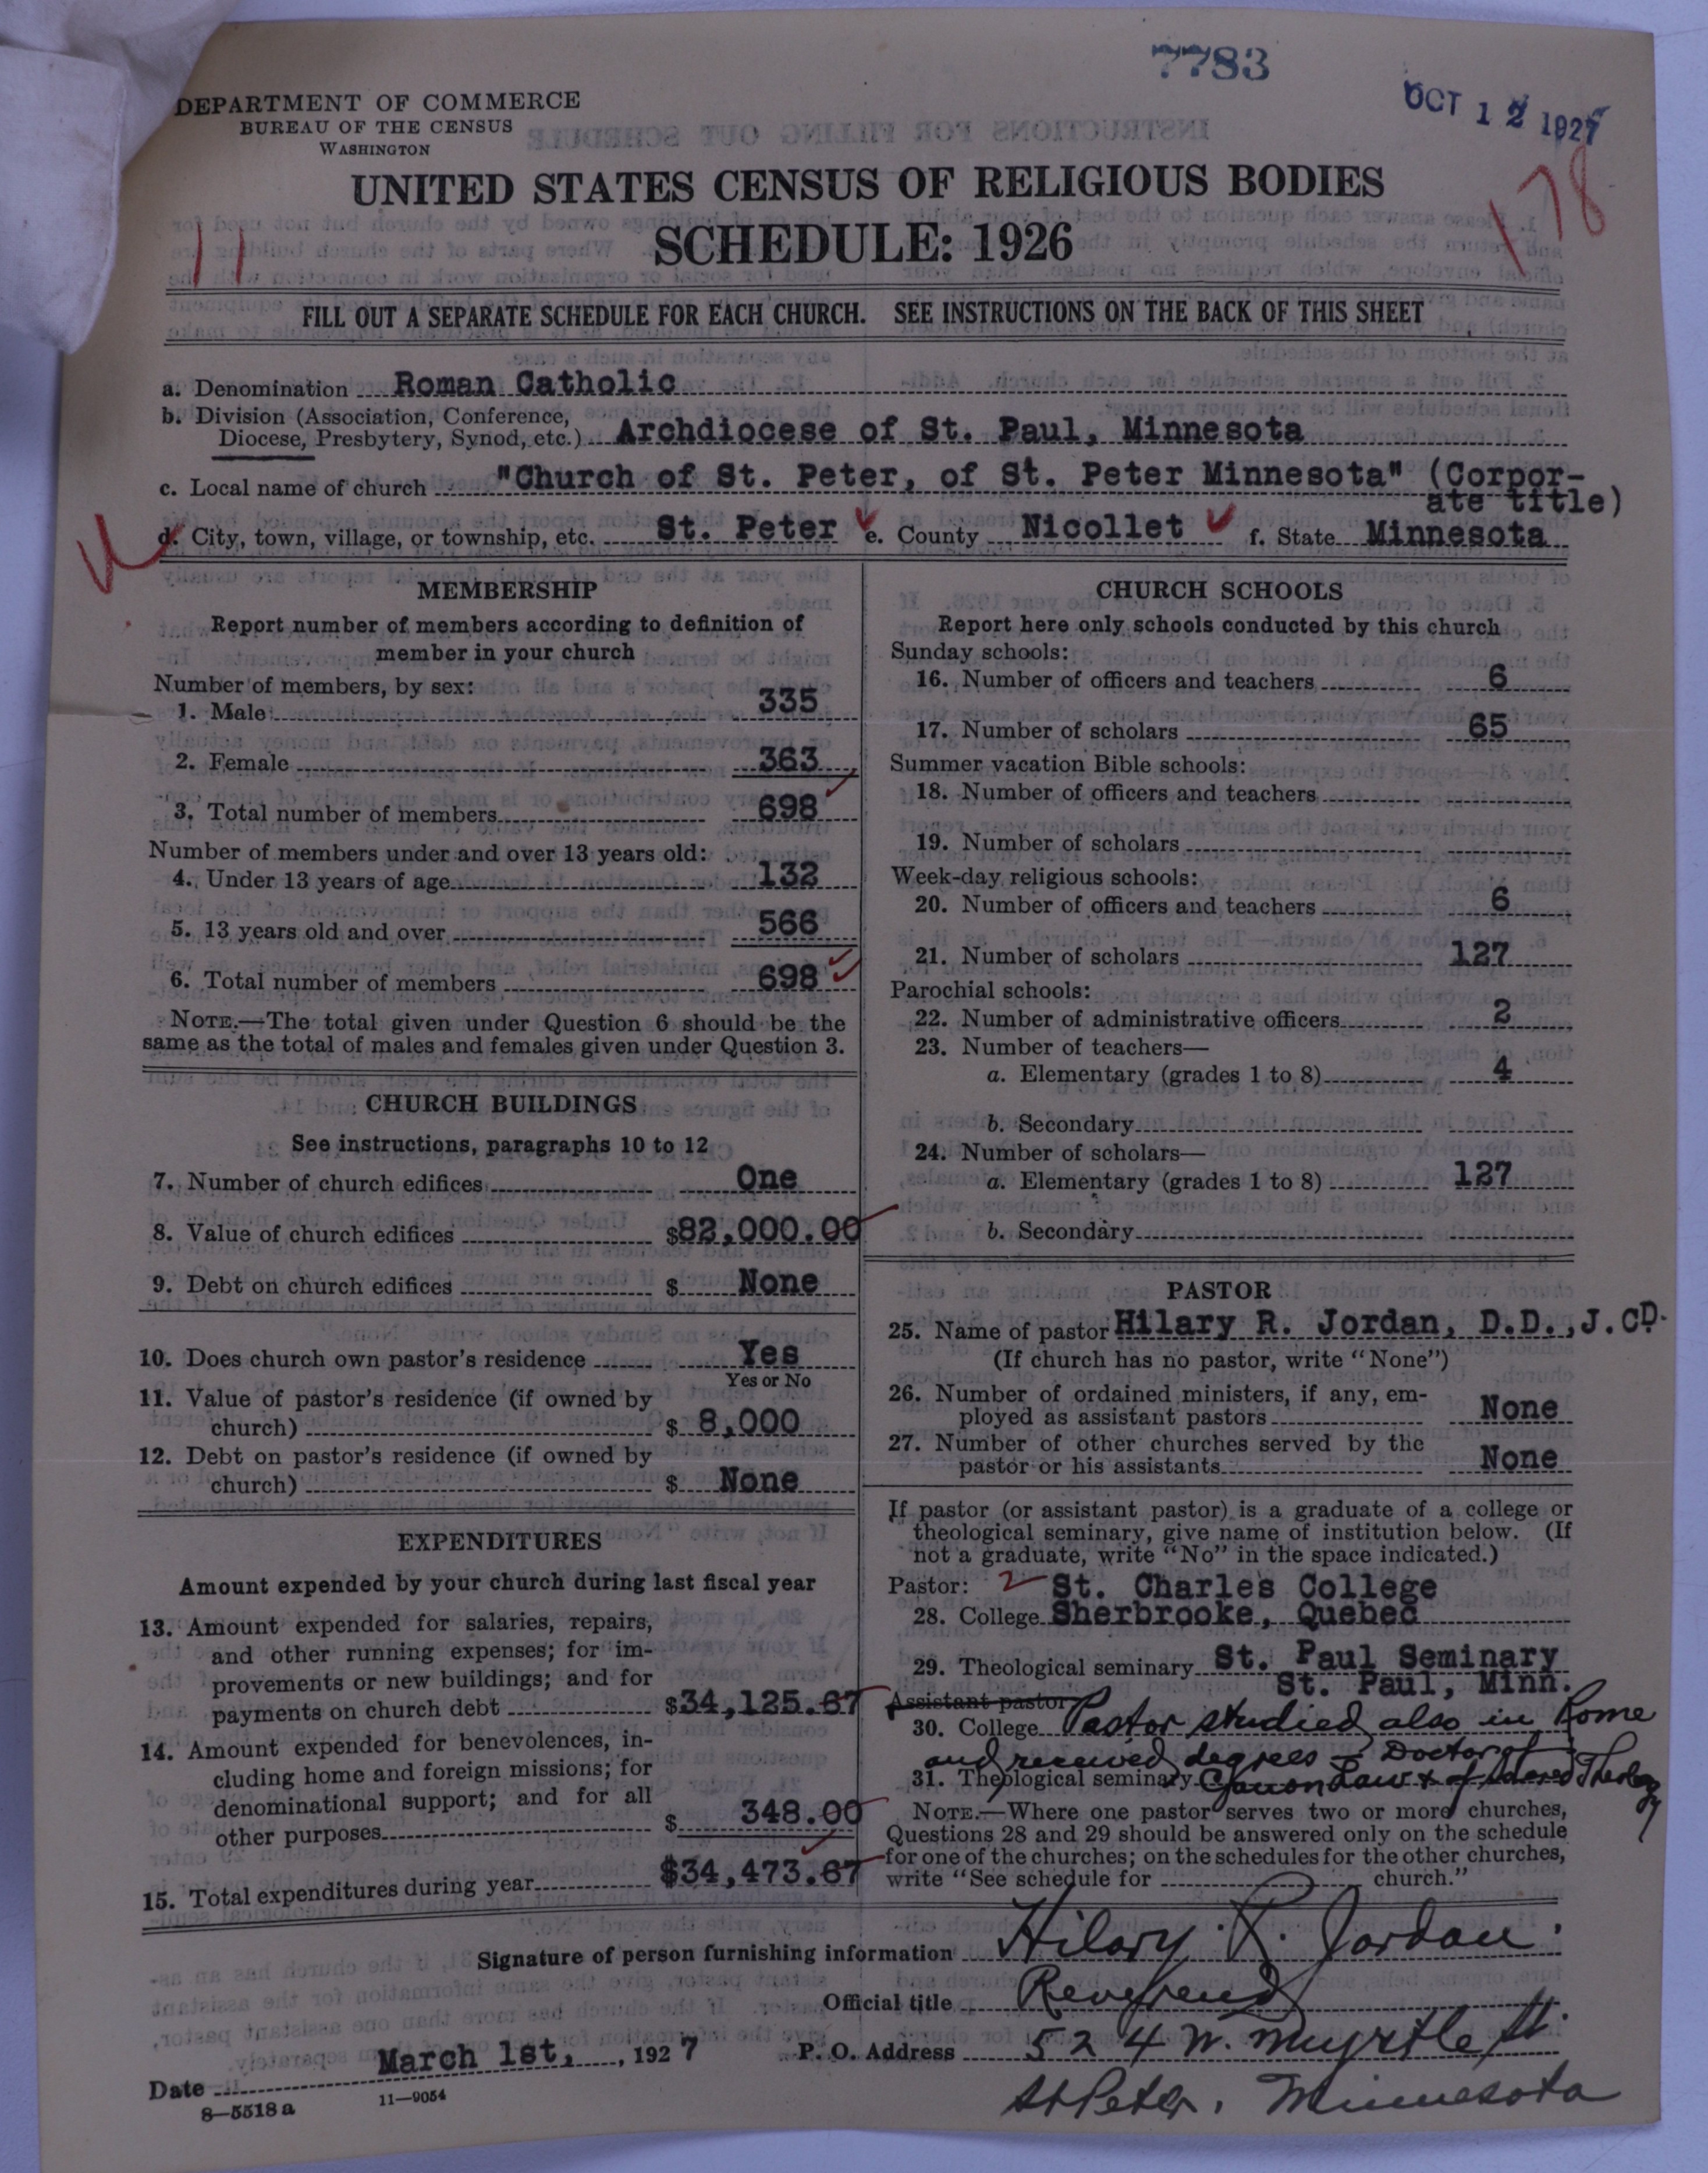 7783
OCT 12 1927
DEPARTMENT OF COMMERCE
BUREAU OF THE CENSUS
WASHINGTON
UNITED STATES CENSUS OF RELIGIOUS BODIES
11
178
SCHEDULE: 1926
FILL OUT A SEPARATE SCHEDULE FOR EACH CHURCH. SEE INSTRUCTIONS ON THE BACK OF THIS SHEET
a. Denomination Roman Catholic
b. Division (Association, Conference,
Diocese, Presbytery, Synod, etc.) Archdiocese of St. Paul, Minnesota
c. Local name of church "Church of St. Peter, of St. Peter Minnesota" (Corpor-
ate title)
d. City, town, village, or township, etc. St. Peter e. County Nicollet f. State Minnesota
MEMBERSHIP
Report number of members according to definition of
member in your church
Number of members, by sex:
1. Male 335
2. Female 363
3. Total number of members 698
Number of members under and over 13 years old:
4. Under 13 years of age 132
5. 13 years old and over 566
6. Total number of members 698
NOTE.—The total given under Question 6 should be the
same as the total of males and females given under Question 3.
CHURCH BUILDINGS
See instructions, paragraphs 10 to 12
7. Number of church edifices One
8. Value of church edifices $82,000.00
9. Debt on church edifices $ None
10. Does church own pastor's residence Yes
Yes or No
11. Value of pastor's residence (if owned by
church) $ 8,000
12. Debt on pastor's residence (if owned by
church) $ None
EXPENDITURES
Amount expended by your church during last fiscal year
13. Amount expended for salaries, repairs,
and other running expenses; for im-
provements or new buildings; and for
payments on church debt $34,125.67
14. Amount expended for benevolences, in-
cluding home and foreign missions; for
denominational support; and for all
other purposes $ 348.00
15. Total expenditures during year $34,473.67
CHURCH SCHOOLS
Report here only schools conducted by this church
Sunday schools:
16. Number of officers and teachers 6
17. Number of scholars 65
Summer vacation Bible schools:
18. Number of officers and teachers
19. Number of scholars
Week-day religious schools:
20. Number of officers and teachers 6
21. Number of scholars 127
Parochial schools:
22. Number of administrative officers 2
23. Number of teachers—
a. Elementary (grades 1 to 8) 4
b. Secondary
24. Number of scholars—
a. Elementary (grades 1 to 8) 127
b. Secondary
PASTOR
25. Name of pastor Hilary R. Jordan, D.D., J.CD.
(If church has no pastor, write "None")
26. Number of ordained ministers, if any, em-
ployed as assistant pastors None
27. Number of other churches served by the
pastor or his assistants None
If pastor (or assistant pastor) is a graduate of a college or
theological seminary, give name of institution below. (If
not a graduate, write "No" in the space indicated.)
Pastor: 2 St. Charles College
28. College Sherbrooke, Quebec
29. Theological seminary St. Paul Seminary
St. Paul, Minn.
Assistant pastor
30. College Pastor studied also in Rome
and received degrees - Doctor of
31. Theological seminary Canon Law & of Sacred Theology
NOTE.—Where one pastor serves two or more churches,
Questions 28 and 29 should be answered only on the schedule
for one of the churches; on the schedules for the other churches,
write "See schedule for church."
Signature of person furnishing information Hilary R. Jordan.
Official title Reverend
Date March 1st, , 1927 P. O. Address 524 W. Myrtle St.
St Peter, Minnesota
8—5518 a 11—9054